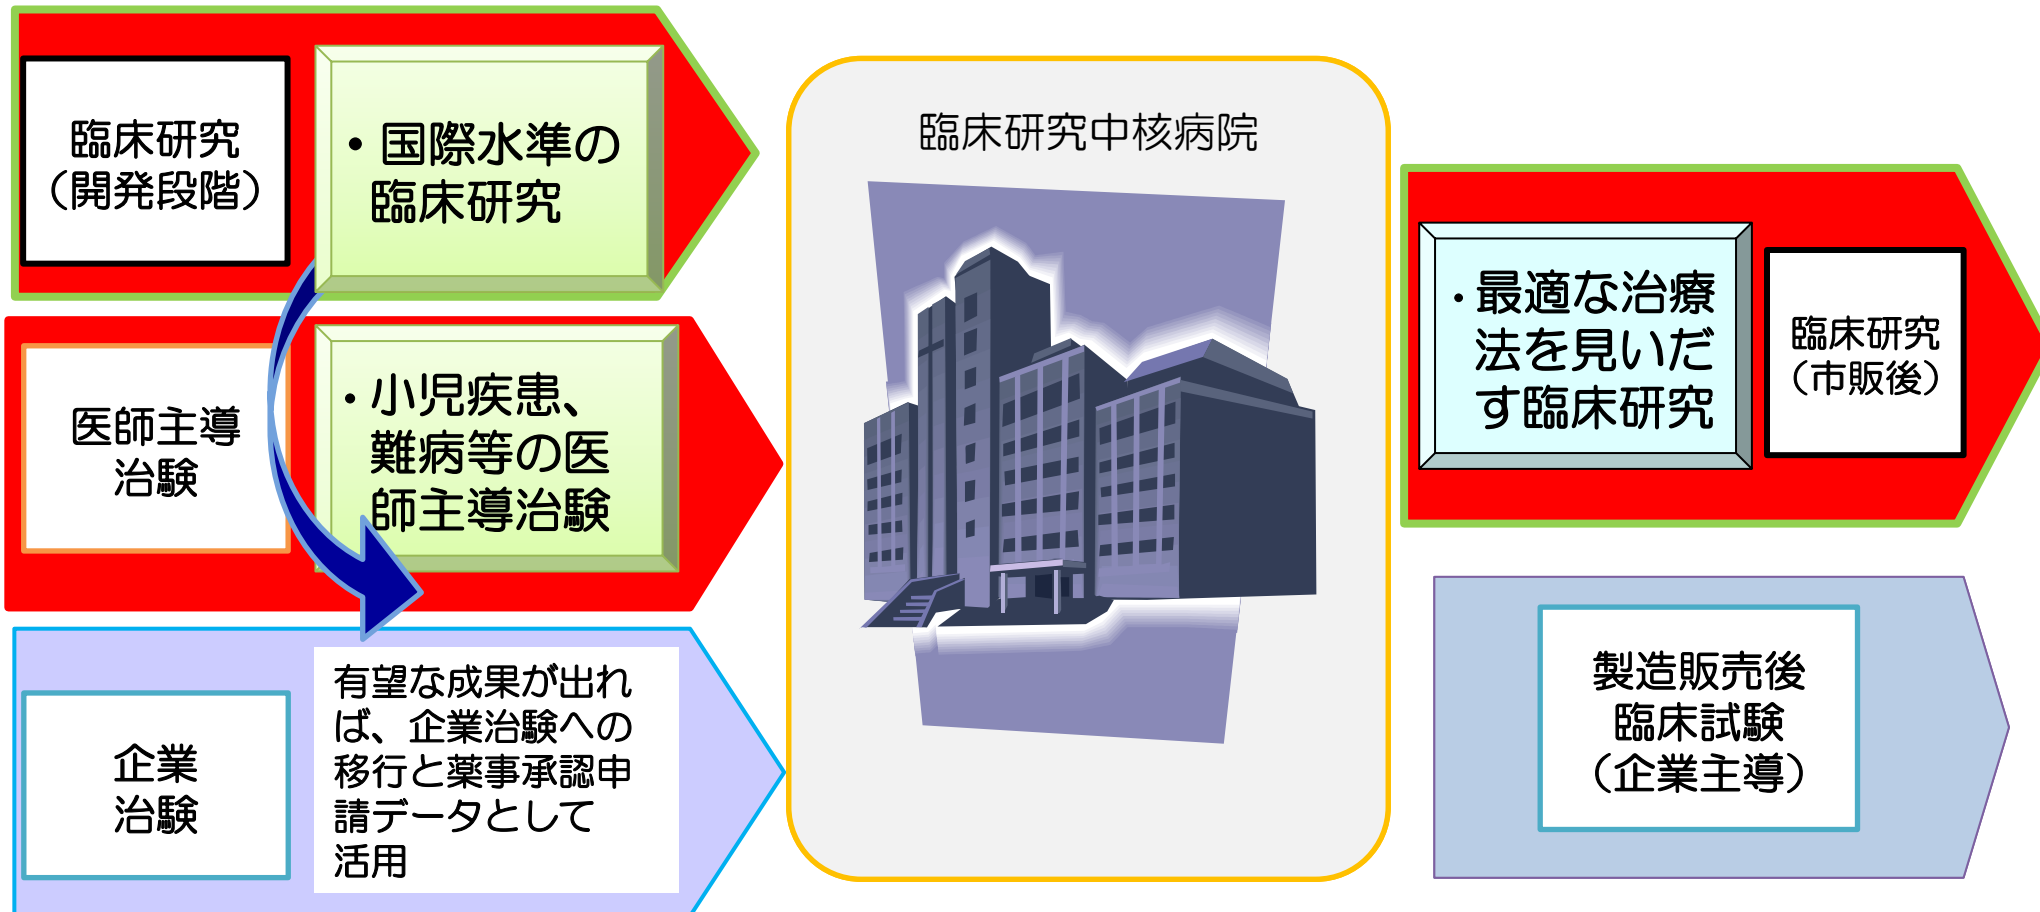 臨床研究
（開発段階）
・国際水準の
臨床研究
医師主導
治験
・小児疾患、
難病等の医
師主導治験
企業
治験
有望な成果が出れ
ば、企業治験への
移行と薬事承認申
請データとして
活用
臨床研究中核病院
・最適な治療
法を見いだ
す臨床研究
臨床研究
（市販後）
製造販売後
臨床試験
（企業主導）